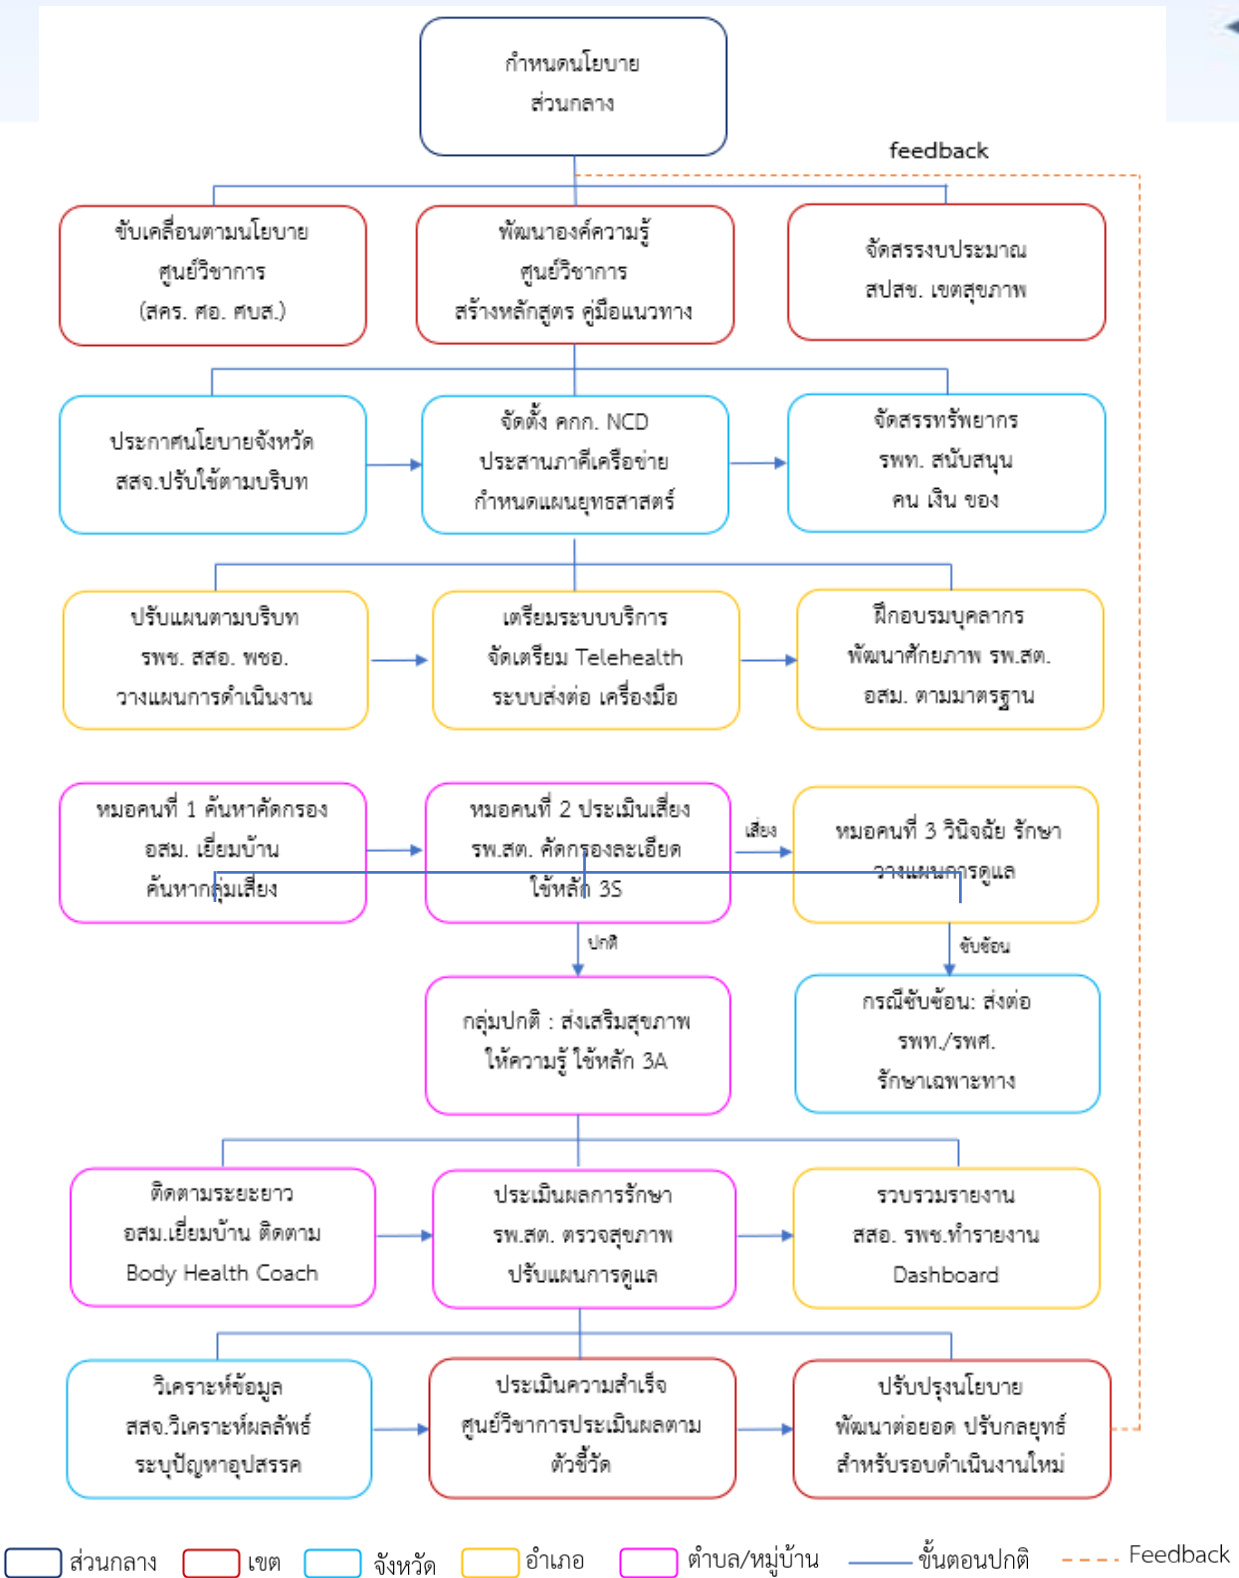 กำหนดนโยบาย
ส่วนกลาง
feedback
ขับเคลื่อนตามนโยบาย
ศูนย์วิชาการ
(สคร. ศอ. ศบส.)
พัฒนาองค์ความรู้
ศูนย์วิชาการ
สร้างหลักสูตร คู่มือแนวทาง
จัดสรรงบประมาณ
สปสช. เขตสุขภาพ
ประกาศนโยบายจังหวัด
สสจ.ปรับใช้ตามบริบท
จัดตั้ง คกก. NCD
ประสานภาคีเครือข่าย
กำหนดแผนยุทธสาสตร์
จัดสรรทรัพยากร
รพท. สนับสนุน
คน เงิน ของ
ปรับแผนตามบริบท
รพช. สสอ. พชอ.
วางแผนการดำเนินงาน
เตรียมระบบบริการ
จัดเตรียม Telehealth
ระบบส่งต่อ เครื่องมือ
ฝึกอบรมบุคลากร
พัฒนาศักยภาพ รพ.สต.
อสม. ตามมาตรฐาน
หมอคนที่ 1 ค้นหาคัดกรอง
อสม. เยี่ยมบ้าน
ค้นหากลุ่มเสี่ยง
หมอคนที่ 2 ประเมินเสี่ยง
รพ.สต. คัดกรองละเอียด
ใช้หลัก 3S
เสี่ยง
หมอคนที่ 3 วินิจฉัย รักษา
วางแผนการดูแล
ปกติ
ซับซ้อน
กลุ่มปกติ : ส่งเสริมสุขภาพ
ให้ความรู้ ใช้หลัก 3A
กรณีซับซ้อน: ส่งต่อ
รพท./รพศ.
รักษาเฉพาะทาง
ติดตามระยะยาว
อสม.เยี่ยมบ้าน ติดตาม
Body Health Coach
ประเมินผลการรักษา
รพ.สต. ตรวจสุขภาพ
ปรับแผนการดูแล
รวบรวมรายงาน
สสอ. รพช.ทำรายงาน
Dashboard
วิเคราะห์ข้อมูล
สสจ.วิเคราะห์ผลลัพธ์
ระบุปัญหาอุปสรรค
ประเมินความสำเร็จ
ศูนย์วิชาการประเมินผลตาม
ตัวชี้วัด
ปรับปรุงนโยบาย
พัฒนาต่อยอด ปรับกลยุทธ์
สำหรับรอบดำเนินงานใหม่
ส่วนกลาง
เขต
จังหวัด
อำเภอ
ตำบล/หมู่บ้าน
ขั้นตอนปกติ
Feedback